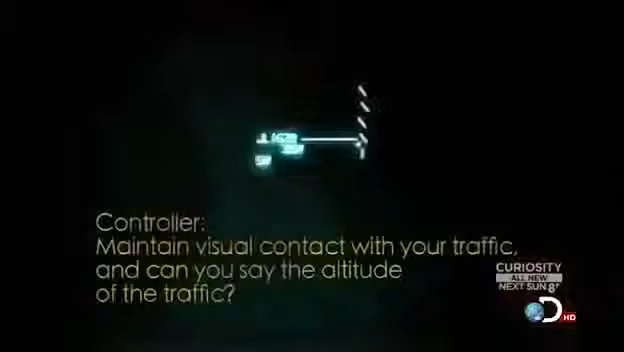 Controller:
Maintain visual contact with your traffic,
and can you say the altitude
of the traffic?
CURIOSITY
ALL NEW
NEXT SUN 8P
D HD